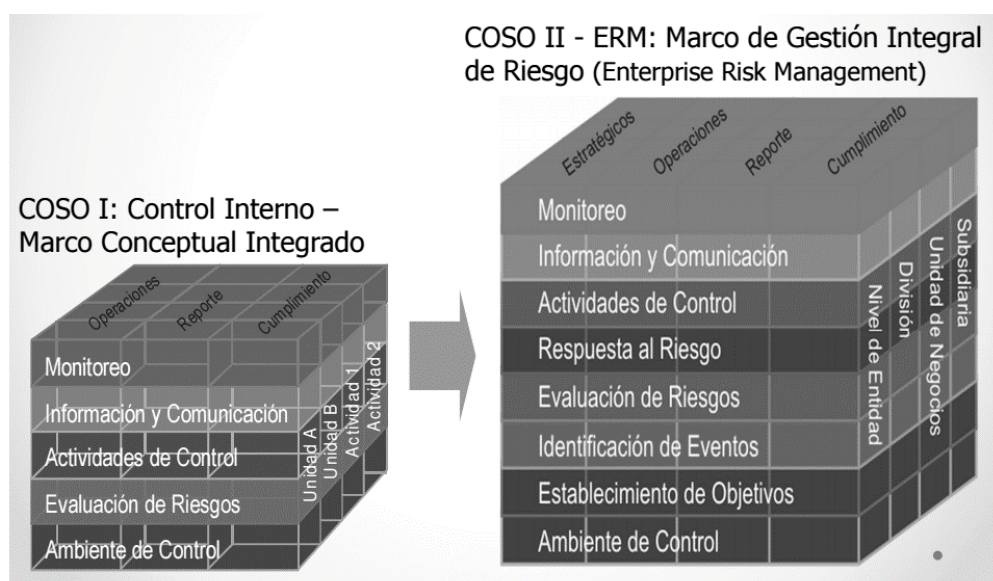 COSO II - ERM: Marco de Gestión Integral
de Riesgo (Enterprise Risk Management)
COSO I: Control Interno –
Marco Conceptual Integrado
Operaciones
Reporte
Cumplimiento
Monitoreo
Información y Comunicación
Actividades de Control
Evaluación de Riesgos
Ambiente de Control
Unidad A
Unidad B
Actividad 1
Actividad 2
Estratégicos
Operaciones
Reporte
Cumplimiento
Monitoreo
Información y Comunicación
Actividades de Control
Respuesta al Riesgo
Evaluación de Riesgos
Identificación de Eventos
Establecimiento de Objetivos
Ambiente de Control
Nivel de Entidad
División
Unidad de Negocios
Subsidiaria